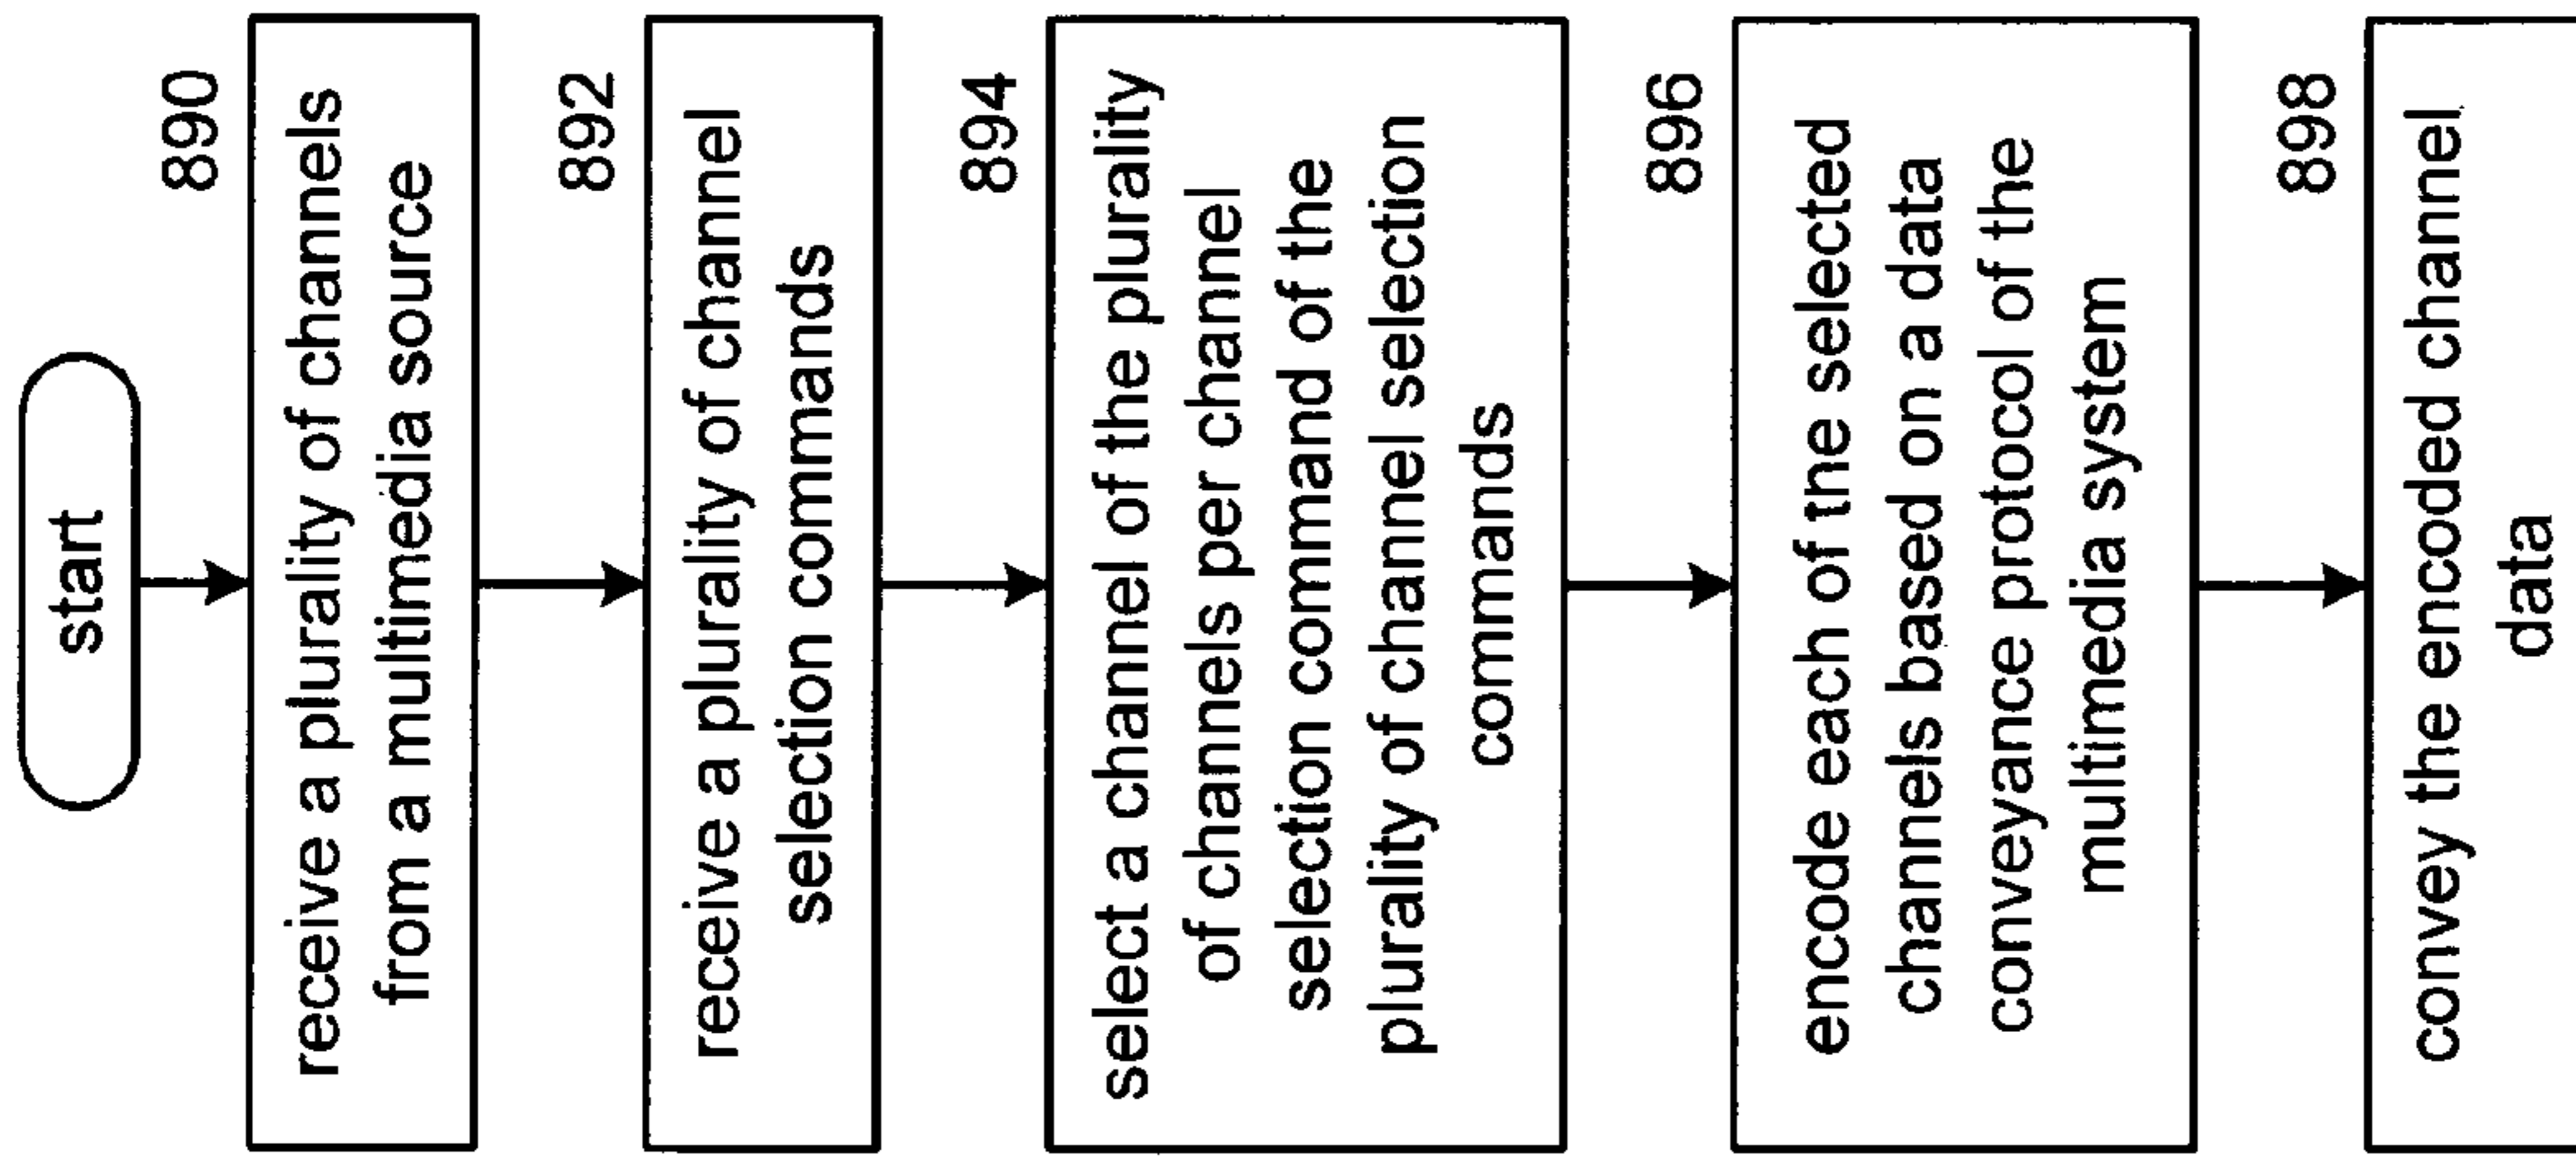 start
890
receive a plurality of channels
from a multimedia source
892
receive a plurality of channel
selection commands
894
select a channel of the plurality
of channels per channel
selection command of the
plurality of channel selection
commands
896
encode each of the selected
channels based on a data
conveyance protocol of the
multimedia system
898
convey the encoded channel
data